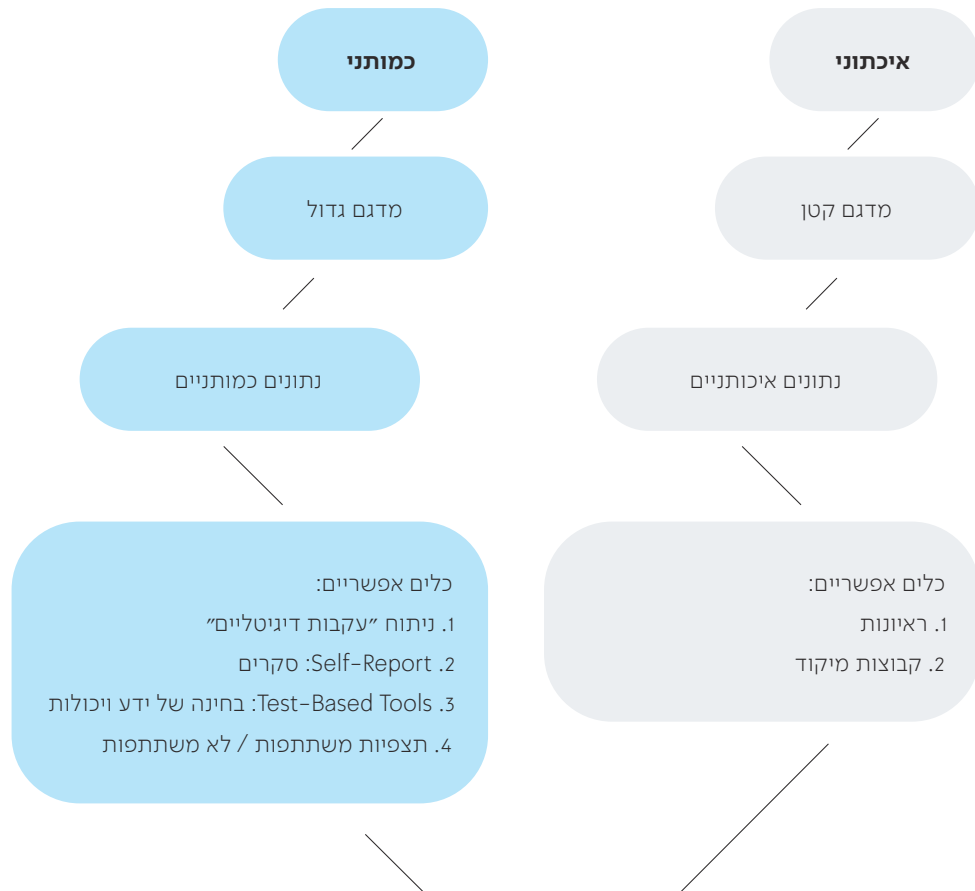 איכתוני
כמותני
מדגם קטן
מדגם גדול
נתונים איכותניים
נתונים כמותניים
כלים אפשריים:
1. ראיונות
2. קבוצות מיקוד
כלים אפשריים:
1. ניתוח ״עקבות דיגיטליים״
2. Self-Report: סקרים
3. Test-Based Tools: בחינה של ידע ויכולות
4. תצפיות משתתפות / לא משתתפות